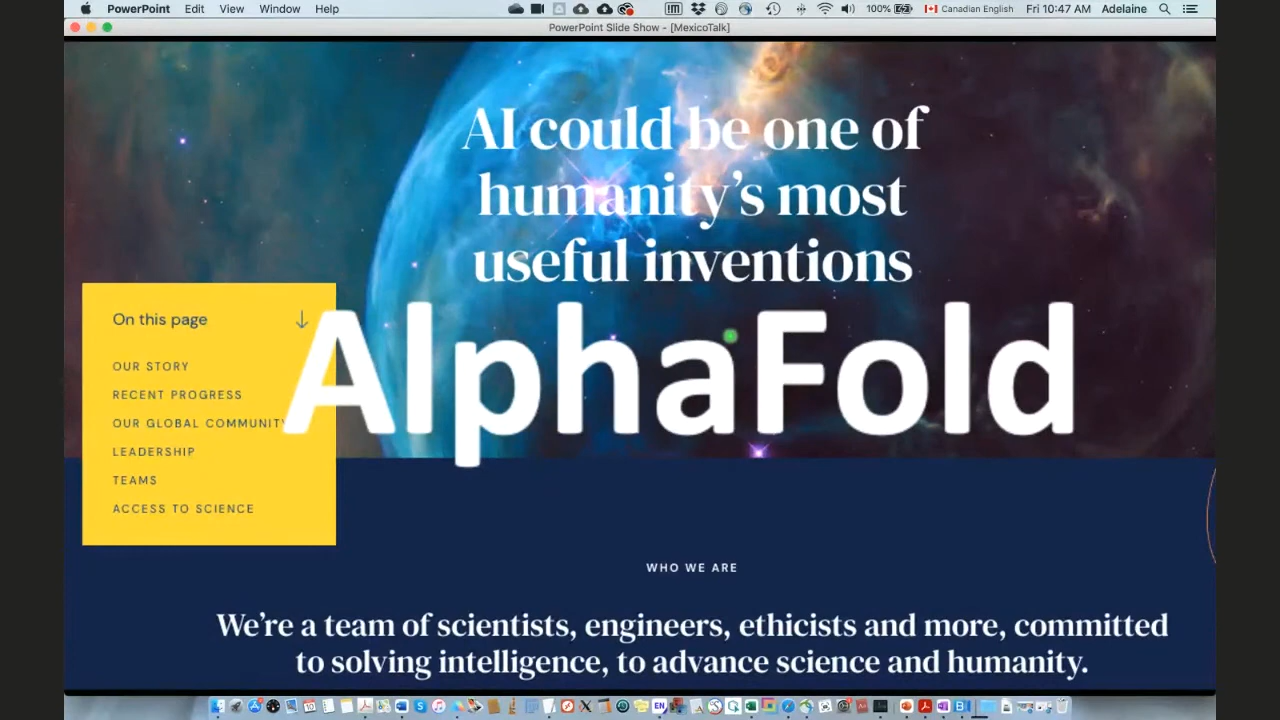 PowerPoint Edit View Window Help 100% Canadian English Fri 10:47 AM Adelaine
PowerPoint Slide Show - [MexicoTalk]
AI could be one of
humanity's most
useful inventions
AlphaFold
On this page
OUR STORY
RECENT PROGRESS
OUR GLOBAL COMMUNITY
LEADERSHIP
TEAMS
ACCESS TO SCIENCE
WHO WE ARE
We're a team of scientists, engineers, ethicists and more, committed
to solving intelligence, to advance science and humanity.